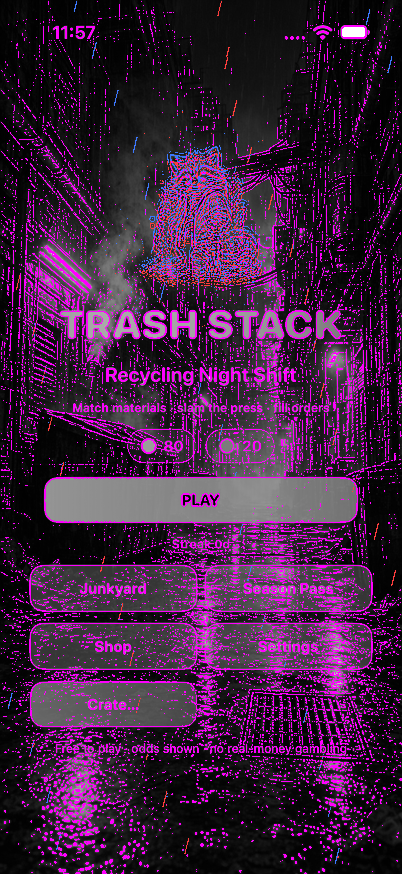 11:57
TRASH STACK
Recycling Night Shift
Match materials · slam the press · fill orders
80 20
PLAY
Streak 0d
Junkyard Season Pass
Shop Settings
Crate
Free to play · odds shown · no real-money gambling